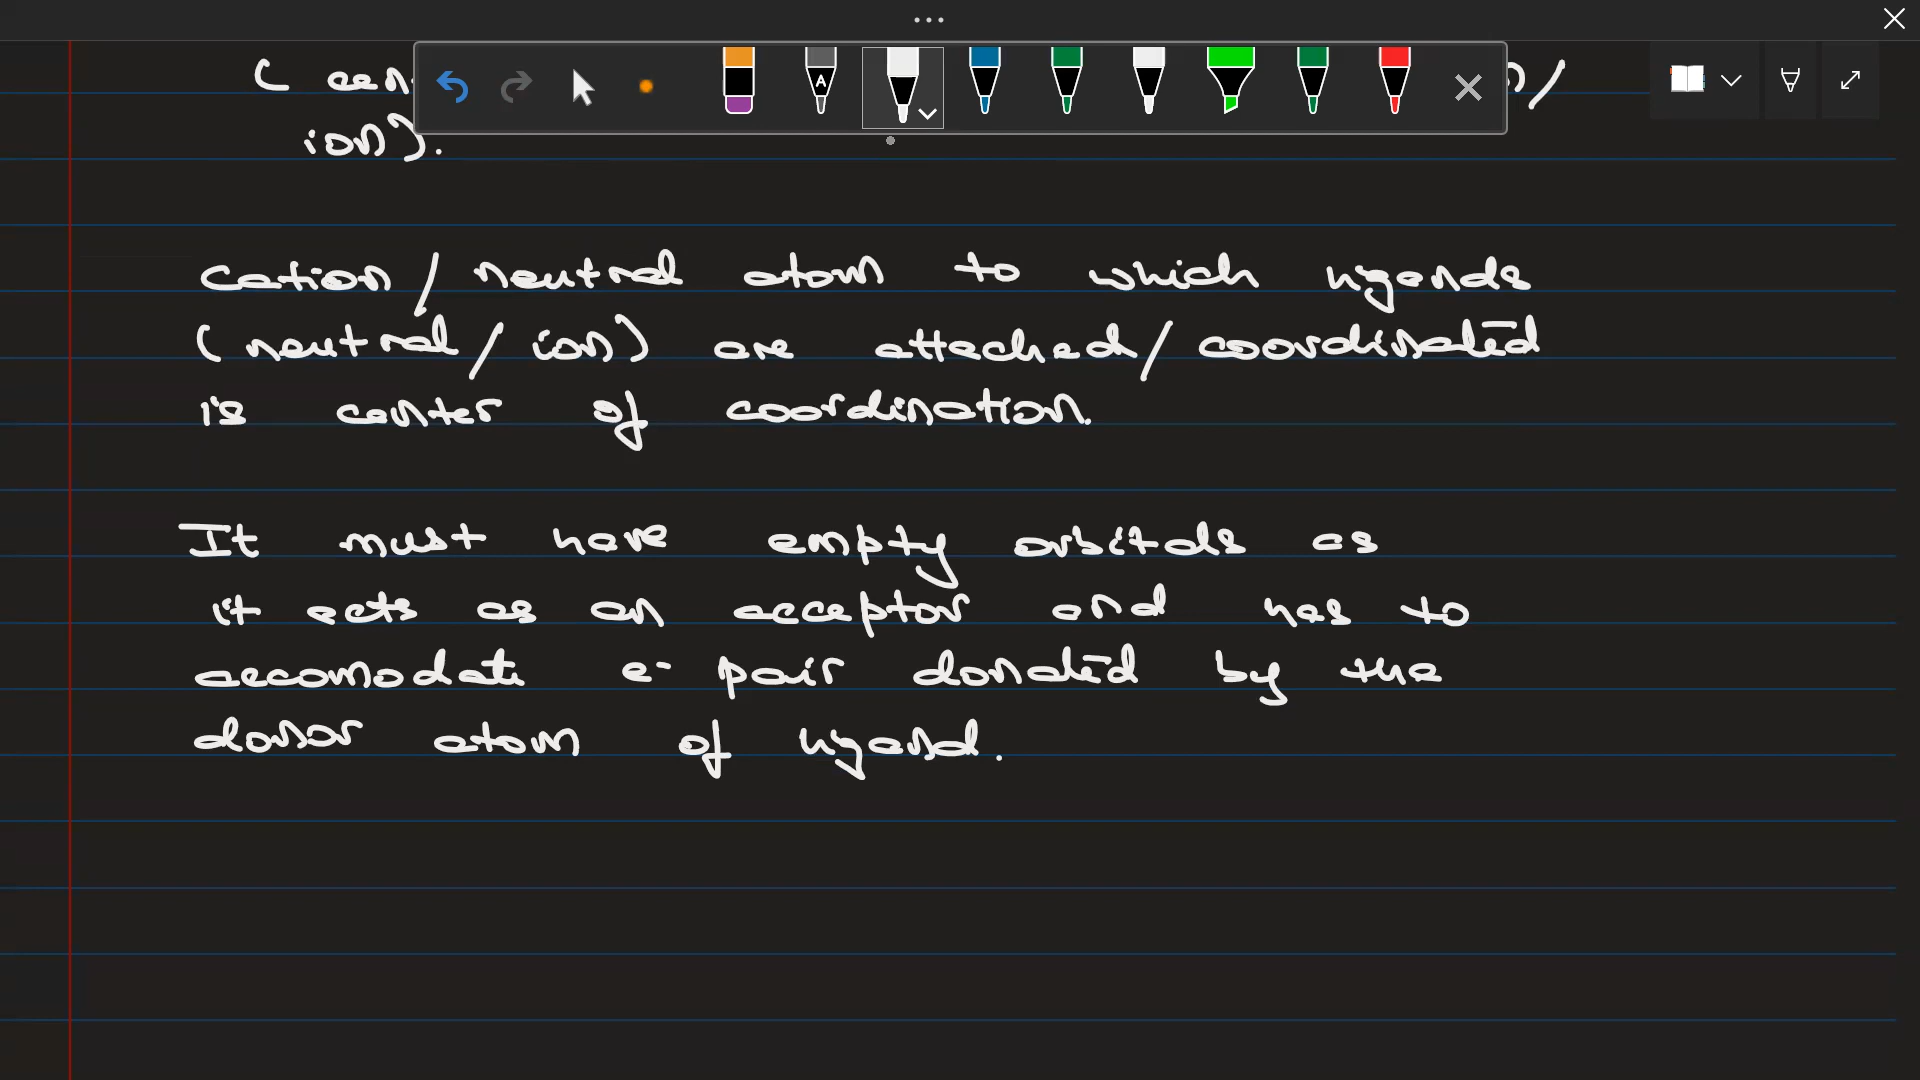 (
ion).
Cation/ neutral atom to which ligands
(neutral/ ion) are attached/ coordinated
is center of coordination.
It must have empty orbitals as
it acts as an acceptor and has to
accomodate e- pair donated by the
donor atom of ligand.